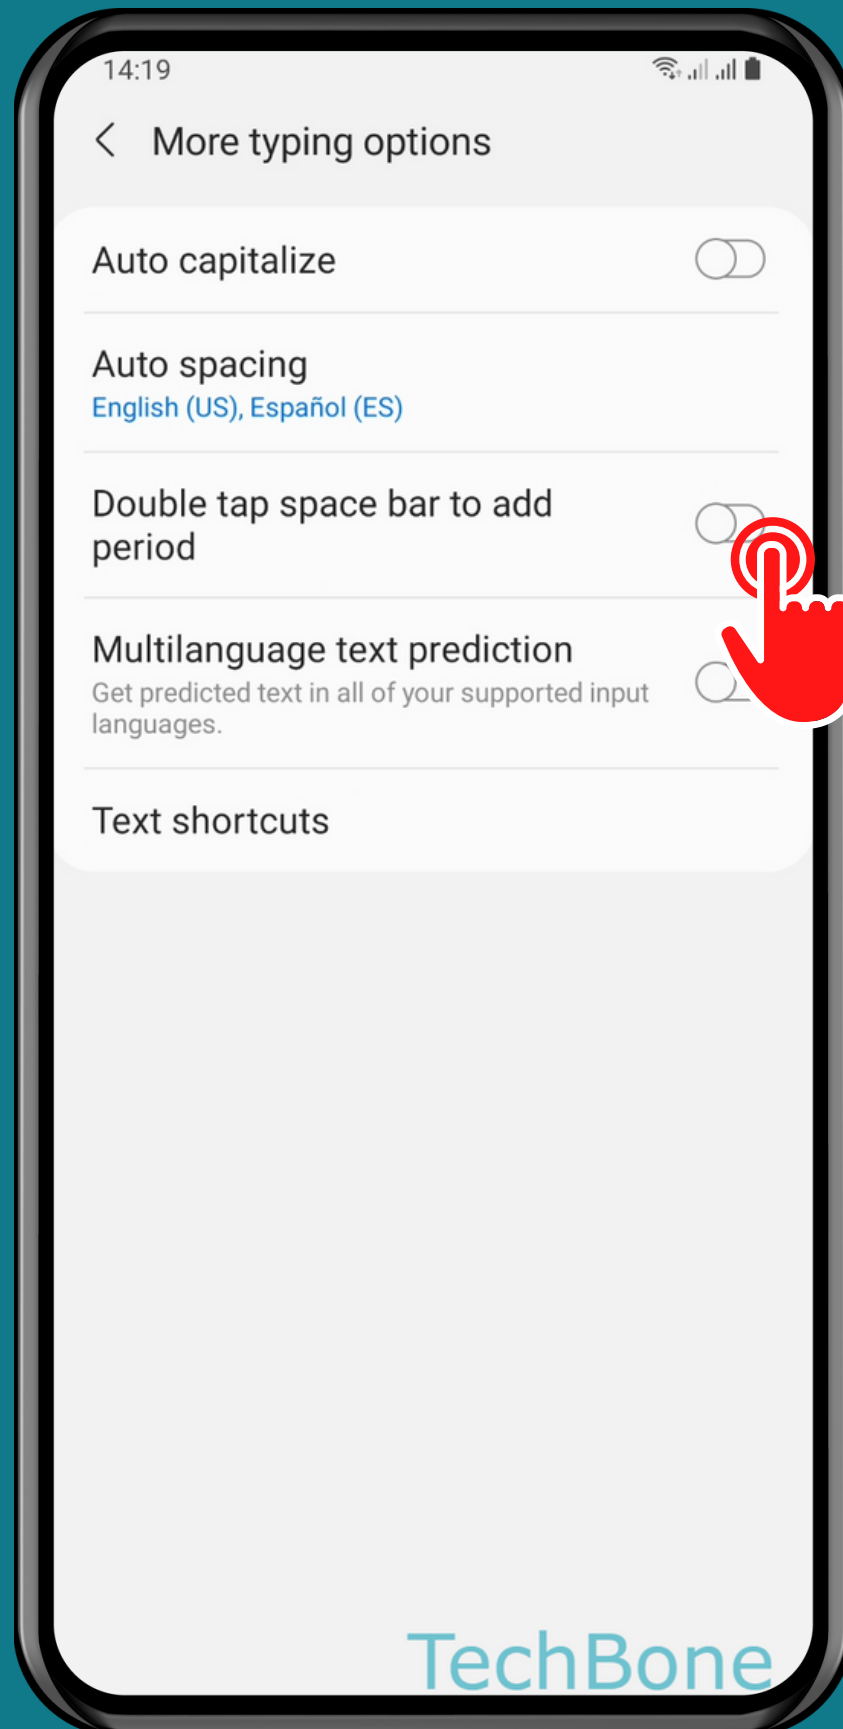 14:19
More typing options
Auto capitalize
Auto spacing
English (US), Español (ES)
Double tap space bar to add
period
Multilanguage text prediction
Get predicted text in all of your supported input
languages.
Text shortcuts
TechBone